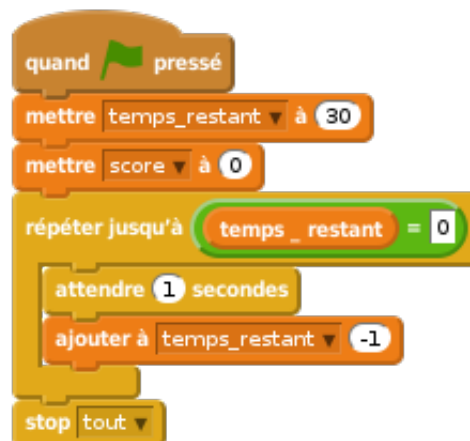 quand pressé
mettre temps_restant à 30
mettre score à 0
répéter jusqu'à temps _ restant = 0
attendre 1 secondes
ajouter à temps_restant -1
stop tout